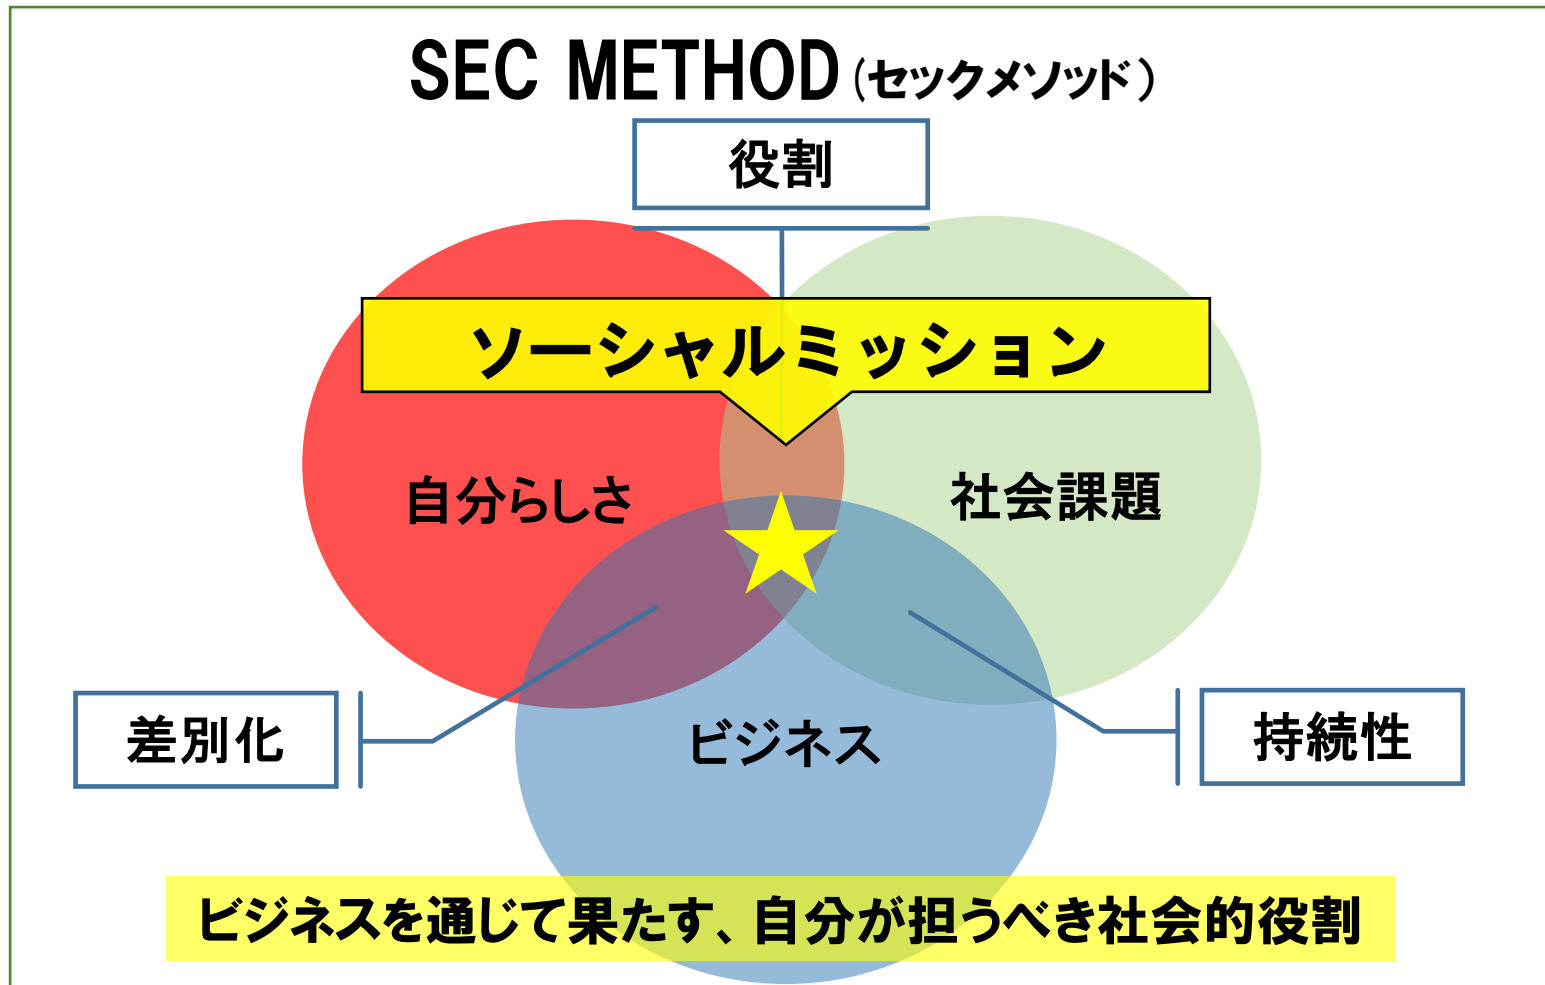 SEC METHOD（セックメソッド）
役割
ソーシャルミッション
自分らしさ
社会課題
差別化
ビジネス
持続性
ビジネスを通じて果たす、自分が担うべき社会的役割